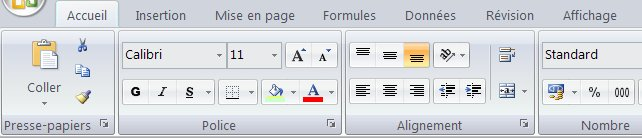 Accueil Insertion Mise en page Formules Données Révision Affichage
Calibri 11 A A Standard
Coller G I S A % 000
Presse-papiers Police Alignement Nombre